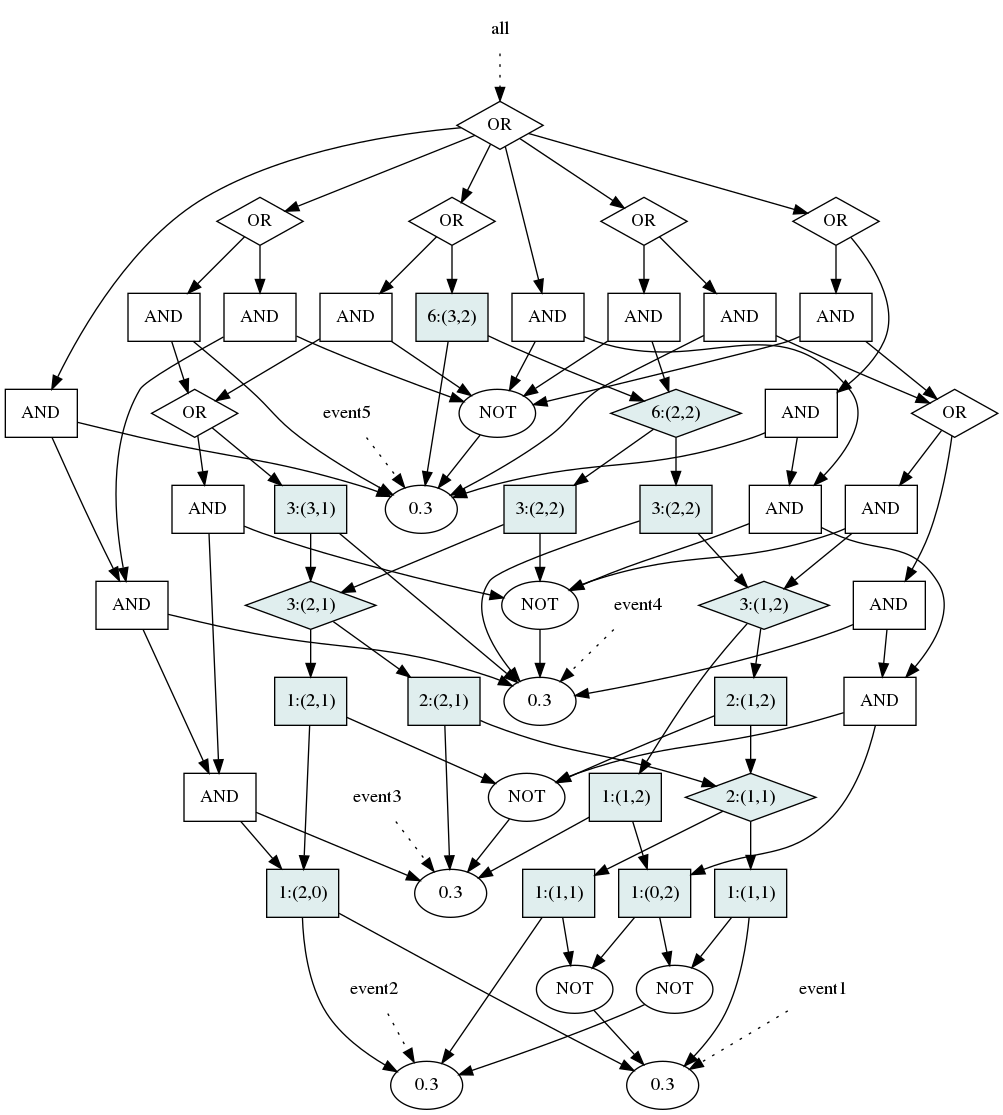 all
OR
OR
OR
OR
OR
AND
AND
AND
6:(3,2)
AND
AND
AND
AND
AND
OR
event5
NOT
6:(2,2)
AND
OR
AND
3:(3,1)
0.3
3:(2,2)
3:(2,2)
AND
AND
AND
3:(2,1)
NOT
event4
3:(1,2)
AND
1:(2,1)
2:(2,1)
0.3
2:(1,2)
AND
AND
event3
NOT
1:(1,2)
2:(1,1)
1:(2,0)
0.3
1:(1,1)
1:(0,2)
1:(1,1)
event2
NOT
NOT
event1
0.3
0.3